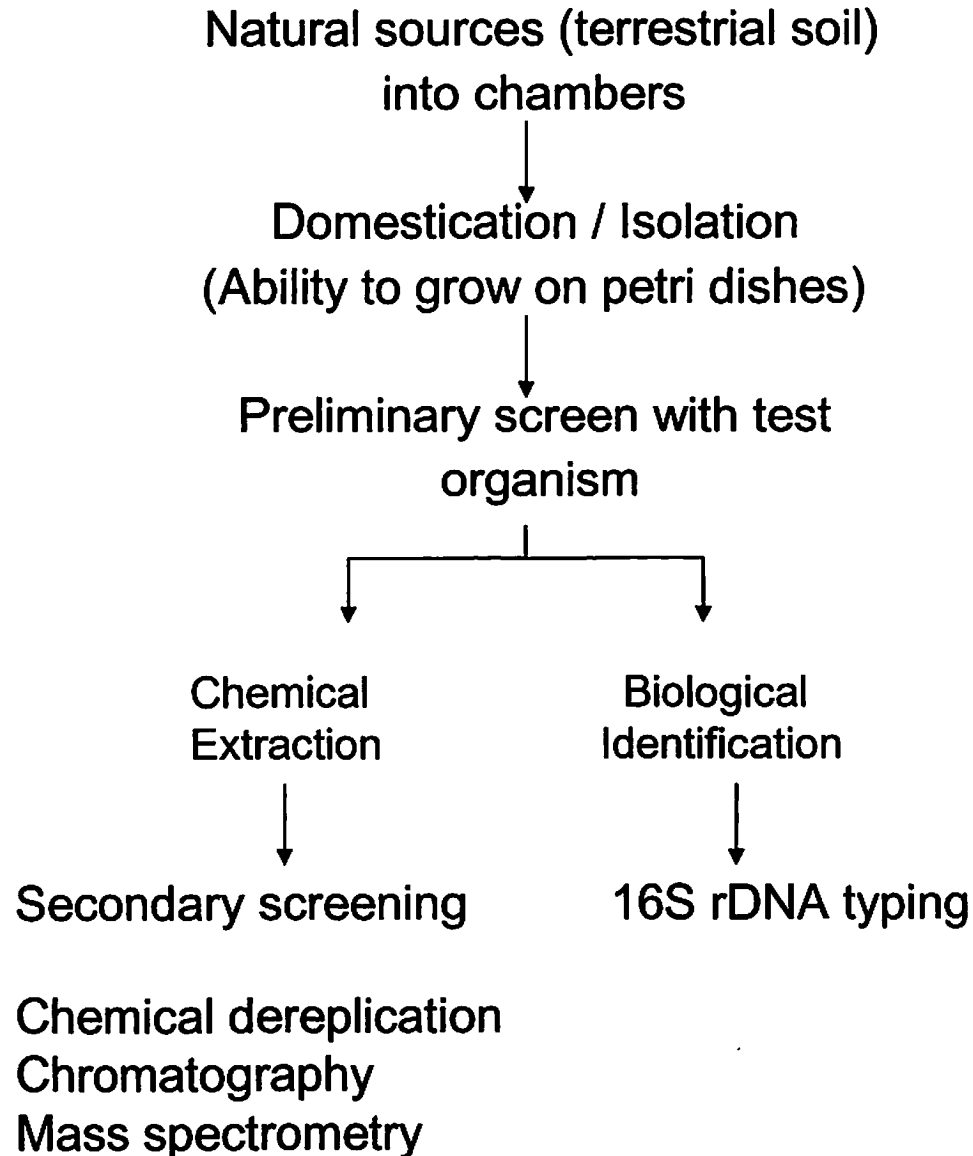 Natural sources (terrestrial soil)
into chambers
Domestication / Isolation
(Ability to grow on petri dishes)
Preliminary screen with test
organism
Chemical
Extraction
Biological
Identification
Secondary screening
16S rDNA typing
Chemical dereplication
Chromatography
Mass spectrometry